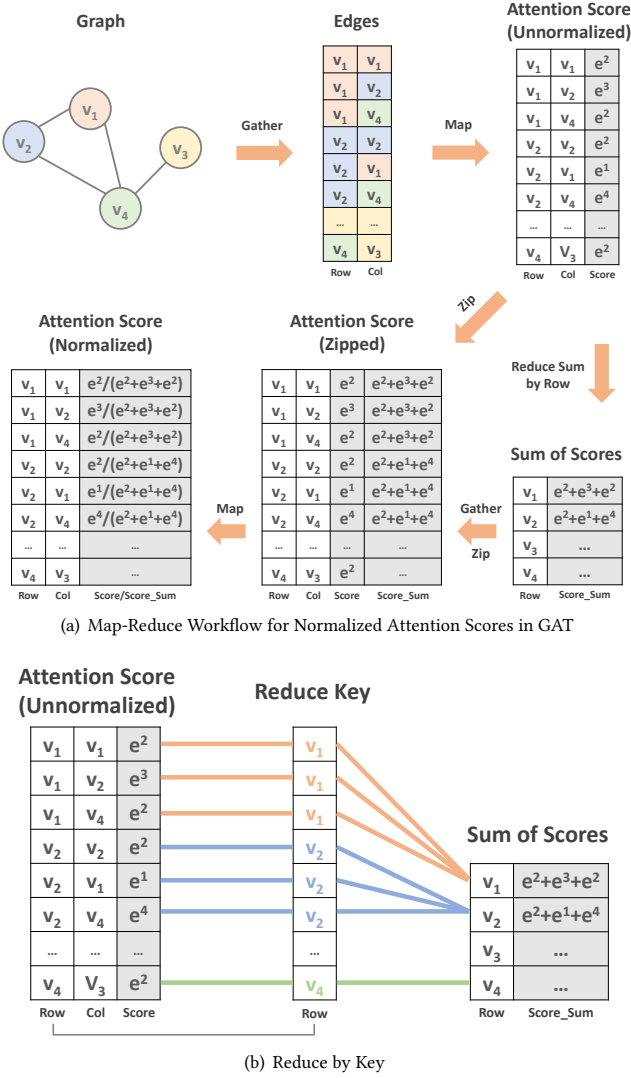 Graph
Edges
Attention Score
(Unnormalized)
v1
v2
v3
v4
Gather
v1 v1
v1 v2
v1 v4
v2 v2
v2 v1
v2 v4
... ...
v4 v3
Row Col
Map
v1 v1 e²
v1 v2 e³
v1 v4 e²
v2 v2 e²
v2 v1 e¹
v2 v4 e⁴
... ... ...
v4 V3 e²
Row Col Score
Zip
Reduce Sum
by Row
Attention Score
(Normalized)
v1 v1 e²/(e²+e³+e²)
v1 v2 e³/(e²+e³+e²)
v1 v4 e²/(e²+e³+e²)
v2 v2 e²/(e²+e¹+e⁴)
v2 v1 e¹/(e²+e¹+e⁴)
v2 v4 e⁴/(e²+e¹+e⁴)
... ... ...
v4 v3 ...
Row Col Score/Score_Sum
Map
Attention Score
(Zipped)
v1 v1 e² e²+e³+e²
v1 v2 e³ e²+e³+e²
v1 v4 e² e²+e³+e²
v2 v2 e² e²+e¹+e⁴
v2 v1 e¹ e²+e¹+e⁴
v2 v4 e⁴ e²+e¹+e⁴
... ... ... ...
v4 v3 e² ...
Row Col Score Score_Sum
Gather
Zip
Sum of Scores
v1 e²+e³+e²
v2 e²+e¹+e⁴
v3 ...
v4 ...
Row Score_Sum
(a) Map-Reduce Workflow for Normalized Attention Scores in GAT
Attention Score
(Unnormalized)
v1 v1 e²
v1 v2 e³
v1 v4 e²
v2 v2 e²
v2 v1 e¹
v2 v4 e⁴
... ... ...
v4 V3 e²
Row Col Score
Reduce Key
v1
v1
v1
v2
v2
v2
...
v4
Row
Sum of Scores
v1 e²+e³+e²
v2 e²+e¹+e⁴
v3 ...
v4 ...
Row Score_Sum
(b) Reduce by Key